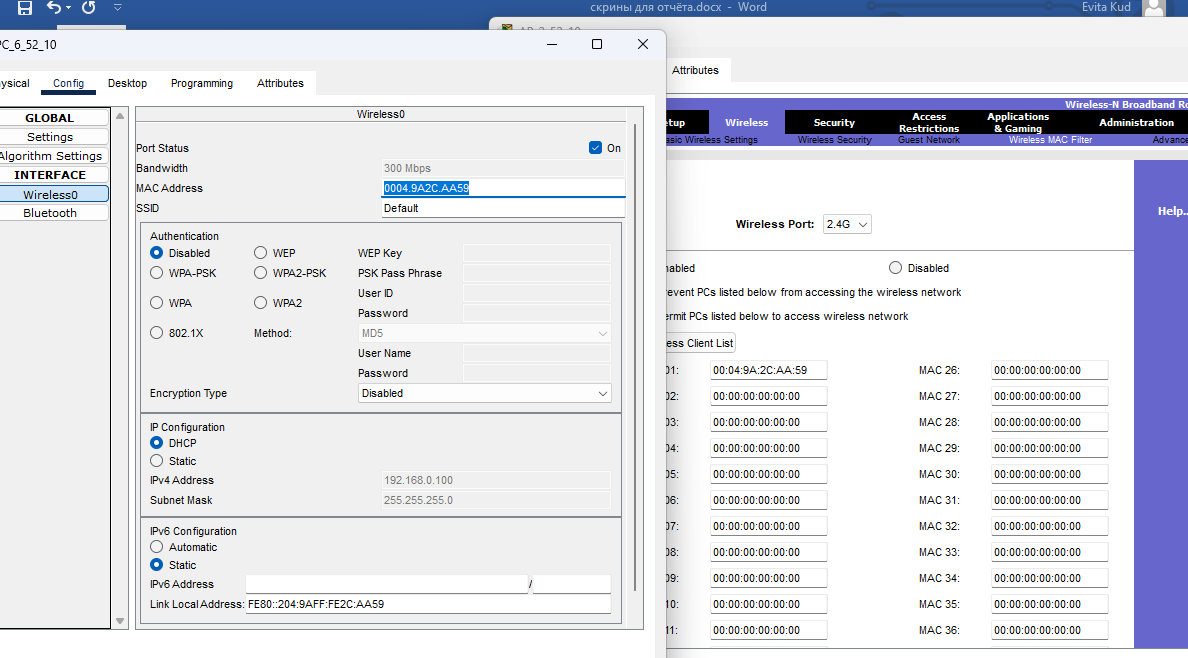 скрины для отчёта.docx - Word
Evita Kud
PC_6_52_10
ysical Config Desktop Programming Attributes
GLOBAL
Settings
Algorithm Settings
INTERFACE
Wireless0
Bluetooth
Wireless0
Port Status On
Bandwidth 300 Mbps
MAC Address 0004.9A2C.AA59
SSID Default
Authentication
Disabled WEP WEP Key
WPA-PSK WPA2-PSK PSK Pass Phrase
User ID
WPA WPA2
Password
802.1X Method: MD5
User Name
Password
Encryption Type Disabled
IP Configuration
DHCP
Static
IPv4 Address 192.168.0.100
Subnet Mask 255.255.255.0
IPv6 Configuration
Automatic
Static
IPv6 Address /
Link Local Address: FE80::204:9AFF:FE2C:AA59
Attributes
Wireless-N Broadband Ro
etup Wireless Security Access Restrictions Applications & Gaming Administration
asic Wireless Settings Wireless Security Guest Network Wireless MAC Filter Advance
Help..
Wireless Port: 2.4G
nabled Disabled
revent PCs listed below from accessing the wireless network
ermit PCs listed below to access wireless network
ess Client List
01: 00:04:9A:2C:AA:59 MAC 26: 00:00:00:00:00:00
02: 00:00:00:00:00:00 MAC 27: 00:00:00:00:00:00
03: 00:00:00:00:00:00 MAC 28: 00:00:00:00:00:00
04: 00:00:00:00:00:00 MAC 29: 00:00:00:00:00:00
05: 00:00:00:00:00:00 MAC 30: 00:00:00:00:00:00
06: 00:00:00:00:00:00 MAC 31: 00:00:00:00:00:00
07: 00:00:00:00:00:00 MAC 32: 00:00:00:00:00:00
08: 00:00:00:00:00:00 MAC 33: 00:00:00:00:00:00
09: 00:00:00:00:00:00 MAC 34: 00:00:00:00:00:00
10: 00:00:00:00:00:00 MAC 35: 00:00:00:00:00:00
11: 00:00:00:00:00:00 MAC 36: 00:00:00:00:00:00